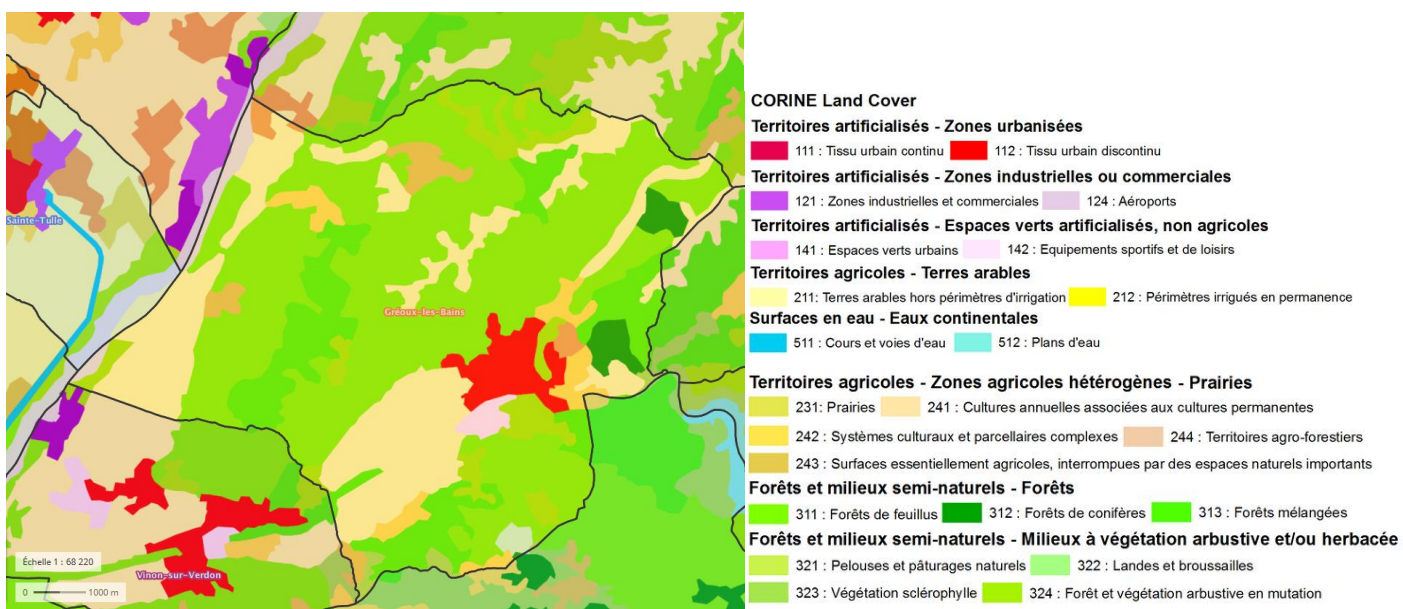 Sainte-Tulle
Gréoux-les-Bains
Vinon-sur-Verdon
Échelle 1 : 68 220
0 1000 m
CORINE Land Cover
Territoires artificialisés - Zones urbanisées
111 : Tissu urbain continu 112 : Tissu urbain discontinu
Territoires artificialisés - Zones industrielles ou commerciales
121 : Zones industrielles et commerciales 124 : Aéroports
Territoires artificialisés - Espaces verts artificialisés, non agricoles
141 : Espaces verts urbains 142 : Equipements sportifs et de loisirs
Territoires agricoles - Terres arables
211: Terres arables hors périmètres d'irrigation 212 : Périmètres irrigués en permanence
Surfaces en eau - Eaux continentales
511 : Cours et voies d'eau 512 : Plans d'eau
Territoires agricoles - Zones agricoles hétérogènes - Prairies
231: Prairies 241 : Cultures annuelles associées aux cultures permanentes
242 : Systèmes culturaux et parcellaires complexes 244 : Territoires agro-forestiers
243 : Surfaces essentiellement agricoles, interrompues par des espaces naturels importants
Forêts et milieux semi-naturels - Forêts
311 : Forêts de feuillus 312 : Forêts de conifères 313 : Forêts mélangées
Forêts et milieux semi-naturels - Milieux à végétation arbustive et/ou herbacée
321 : Pelouses et pâturages naturels 322 : Landes et broussailles
323 : Végétation sclérophylle 324 : Forêt et végétation arbustive en mutation